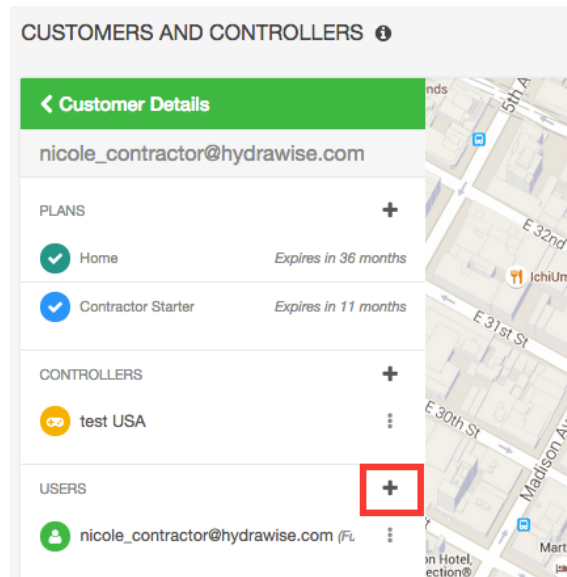 CUSTOMERS AND CONTROLLERS
Customer Details
nicole_contractor@hydrawise.com
PLANS
Home Expires in 36 months
Contractor Starter Expires in 11 months
CONTROLLERS
test USA
USERS
nicole_contractor@hydrawise.com
5th A
E 32nd
IchiUm
E 31st St
E 30th St
Madison Av
Mart
on Hotel,
ection®